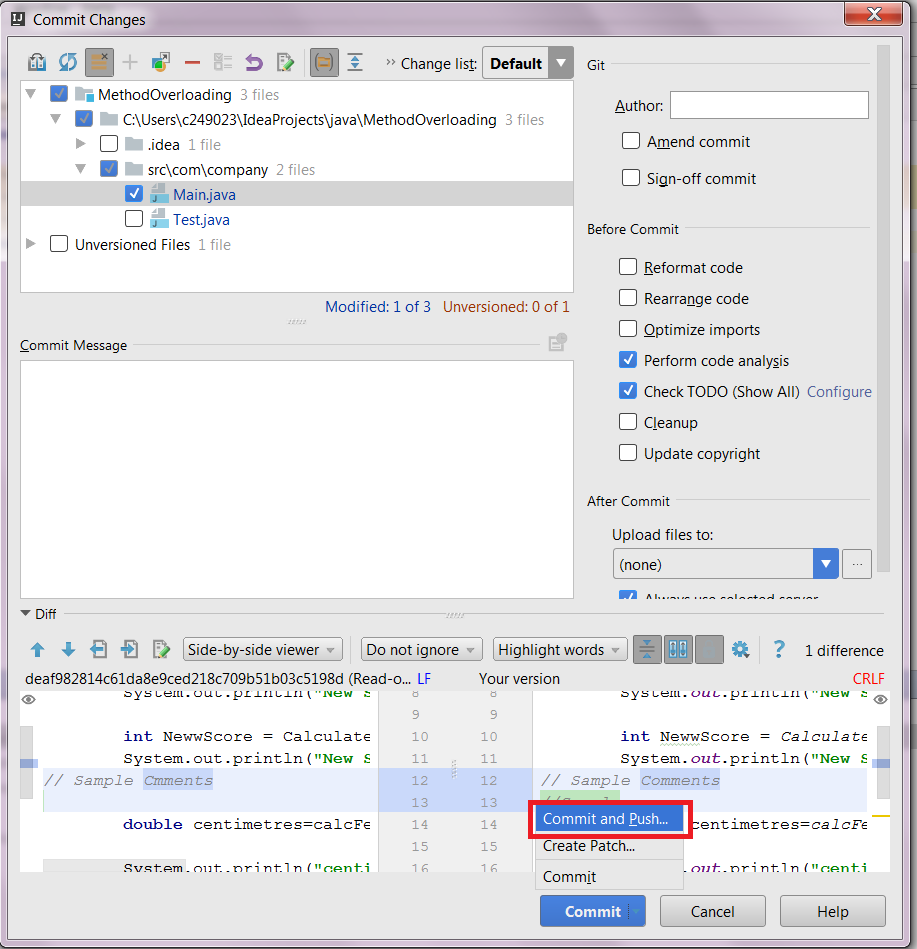 Commit Changes
Change list: Default
MethodOverloading 3 files
C:\Users\c249023\IdeaProjects\java\MethodOverloading 3 files
.idea 1 file
src\com\company 2 files
Main.java
Test.java
Unversioned Files 1 file
Modified: 1 of 3 Unversioned: 0 of 1
Commit Message
Git
Author:
Amend commit
Sign-off commit
Before Commit
Reformat code
Rearrange code
Optimize imports
Perform code analysis
Check TODO (Show All) Configure
Cleanup
Update copyright
After Commit
Upload files to:
(none)
Always use selected server
Diff
Side-by-side viewer Do not ignore Highlight words 1 difference
deaf982814c61da8e9ced218c709b51b03c5198d (Read-o... LF Your version CRLF
System.out.println("New S 8 8 System.out.println("New S
9 9
int NewwScore = Calculate 10 10 int NewwScore = Calculate
System.out.println("New S 11 11 System.out.println("New S
// Sample Cmments 12 12 // Sample Comments
13 13
double centimetres=calcFe 14 14 centimetres=calcFe
15 15
System.out.println("centi 16 16 out.println("centi
Commit and Push...
Create Patch...
Commit
Commit Cancel Help